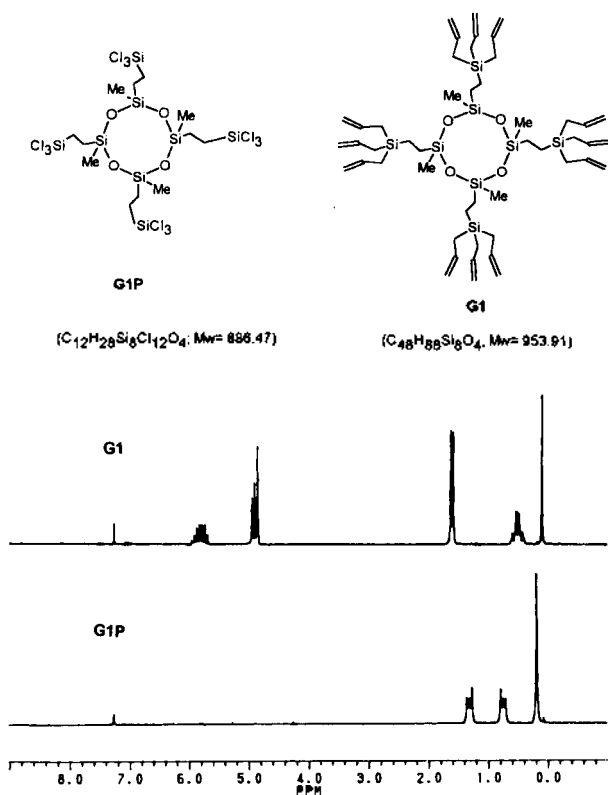 Cl₃Si
Me
Si
O
O
Me
Cl₃Si
Si
Si
SiCl₃
Me
O
O
Si
Me
SiCl₃
G1P
(C₁₂H₂₈Si₈Cl₁₂O₄; Mw= 886.47)
Si
Me
Si
O
O
Me
Si
Si
Si
Si
Me
O
O
Si
Me
Si
G1
(C₄₈H₈₈Si₈O₄, Mw= 953.91)
G1
G1P
8.0 7.0 6.0 5.0 4.0 3.0 2.0 1.0 0.0
PPM